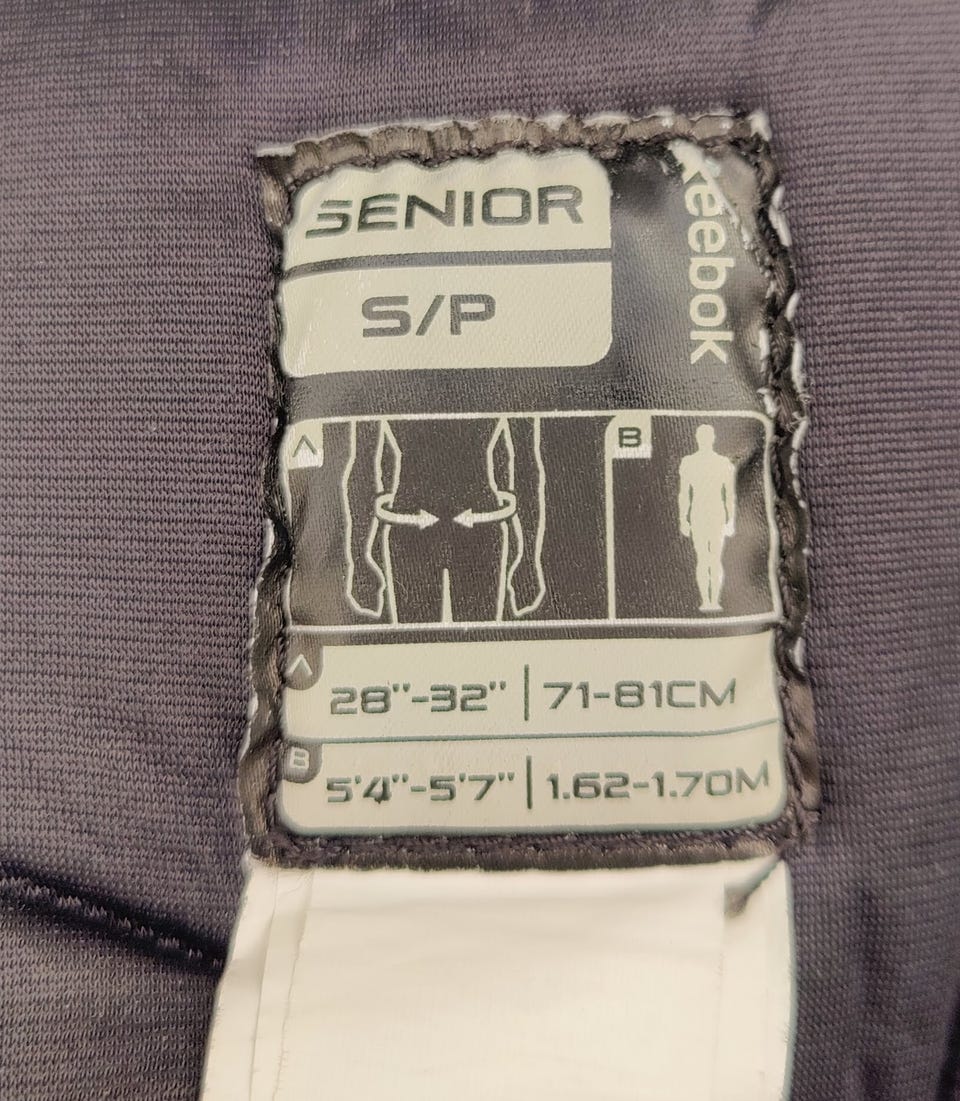 SENIOR
S/P
Reebok
A
B
A 28"-32" | 71-81CM
B 5'4"-5'7" | 1.62-1.70M